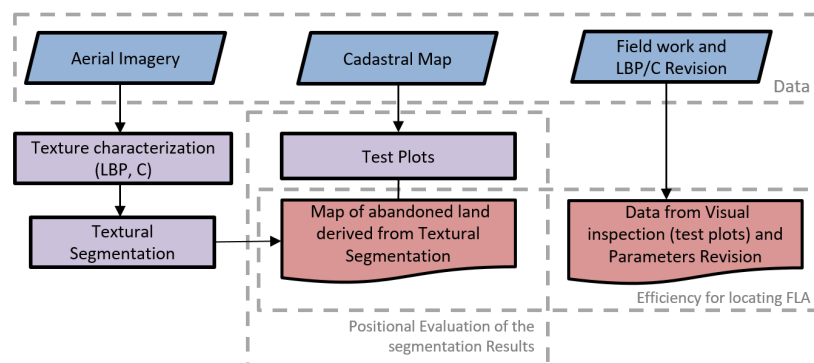 Aerial Imagery
Cadastral Map
Field work and
LBP/C Revision
Data
Texture characterization
(LBP, C)
Test Plots
Textural
Segmentation
Map of abandoned land
derived from Textural
Segmentation
Data from Visual
inspection (test plots) and
Parameters Revision
Efficiency for locating FLA
Positional Evaluation of the
segmentation Results